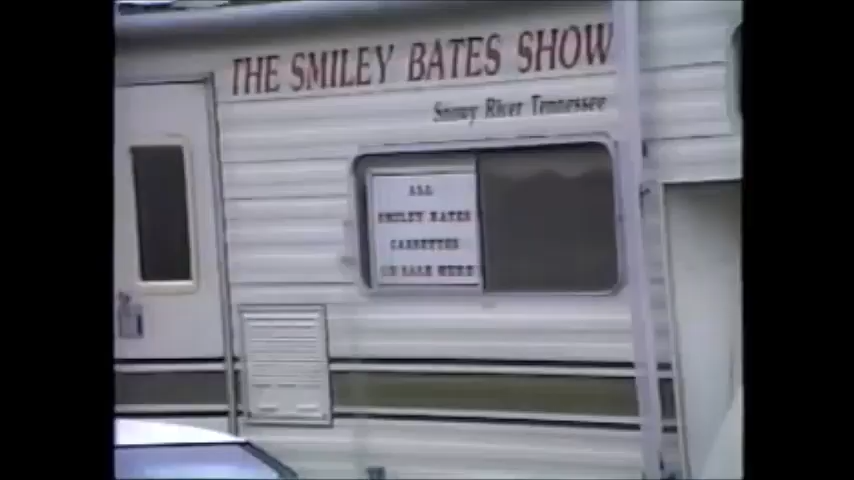 THE SMILEY BATES SHOW
Snowy River Tennessee
ALL
SMILEY BATES
CASSETTES
ON SALE HERE